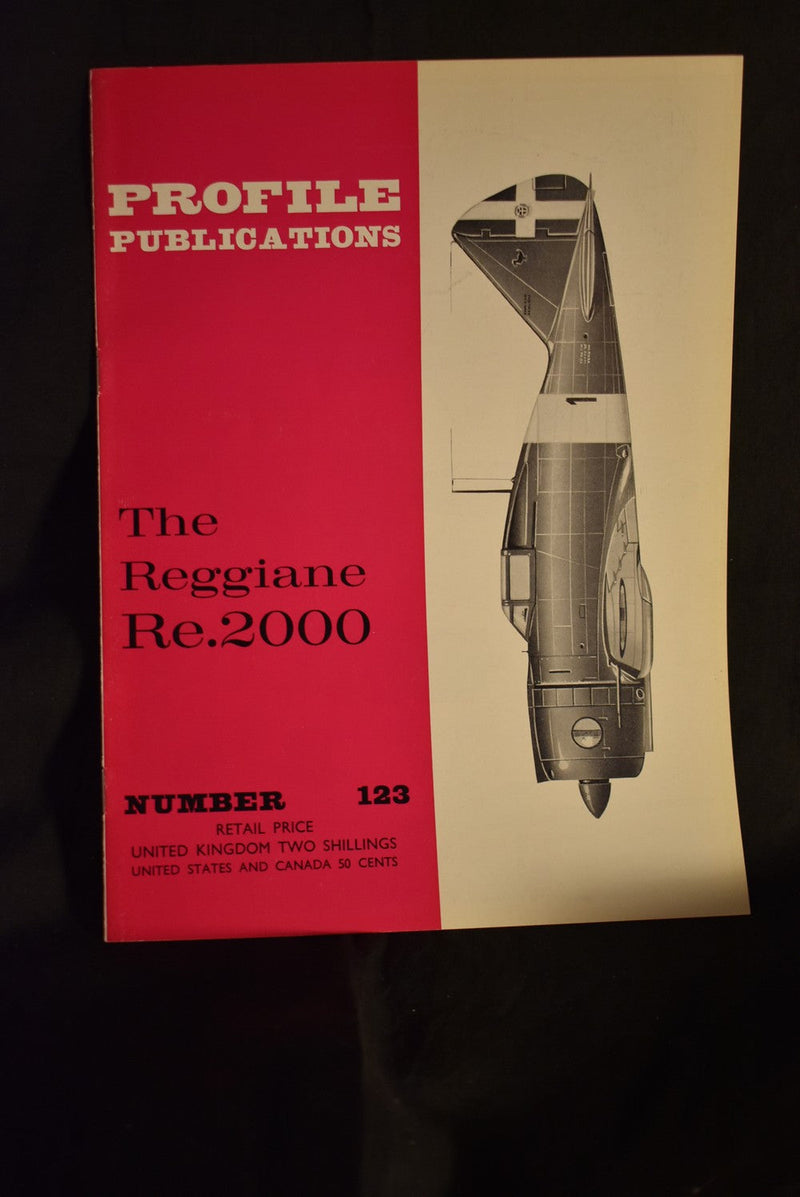 PROFILE
PUBLICATIONS
The
Reggiane
Re.2000
NUMBER 123
RETAIL PRICE
UNITED KINGDOM TWO SHILLINGS
UNITED STATES AND CANADA 50 CENTS
1